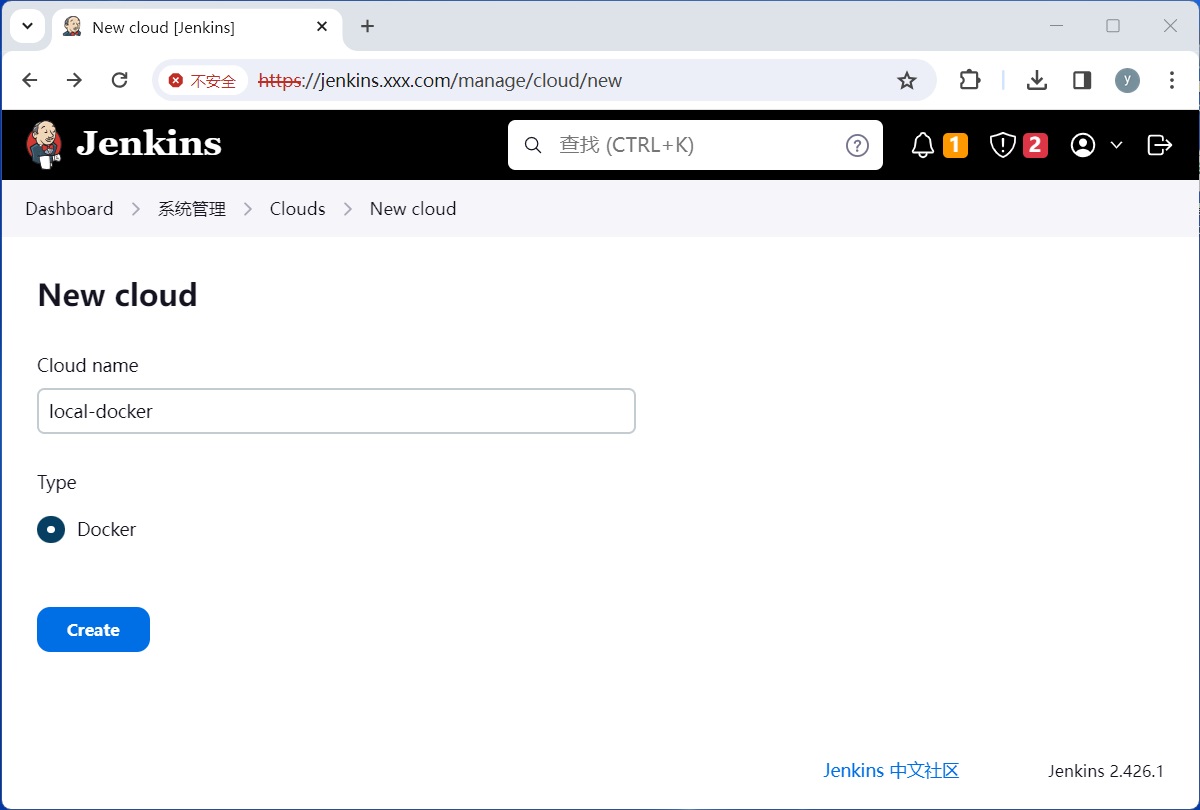 New cloud [Jenkins]
不安全 https://jenkins.xxx.com/manage/cloud/new y
Jenkins 查找 (CTRL+K) ? 1 2
Dashboard 系统管理 Clouds New cloud
New cloud
Cloud name
local-docker
Type
Docker
Create
Jenkins 中文社区 Jenkins 2.426.1